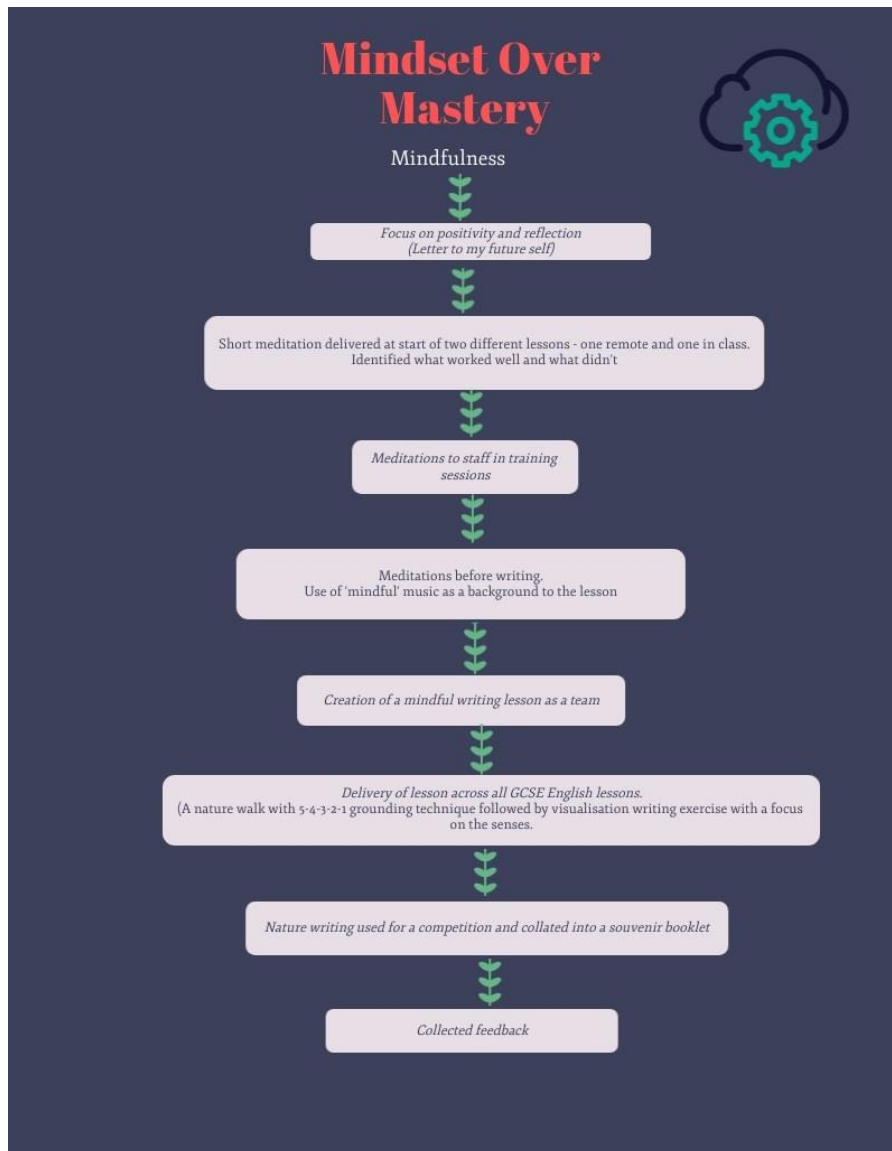 Mindset Over
Mastery
Mindfulness
Focus on positivity and reflection
(Letter to my future self)
Short meditation delivered at start of two different lessons - one remote and one in class.
Identified what worked well and what didn't
Meditations to staff in training
sessions
Meditations before writing.
Use of 'mindful' music as a background to the lesson
Creation of a mindful writing lesson as a team
Delivery of lesson across all GCSE English lessons.
(A nature walk with 5-4-3-2-1 grounding technique followed by visualisation writing exercise with a focus
on the senses.
Nature writing used for a competition and collated into a souvenir booklet
Collected feedback